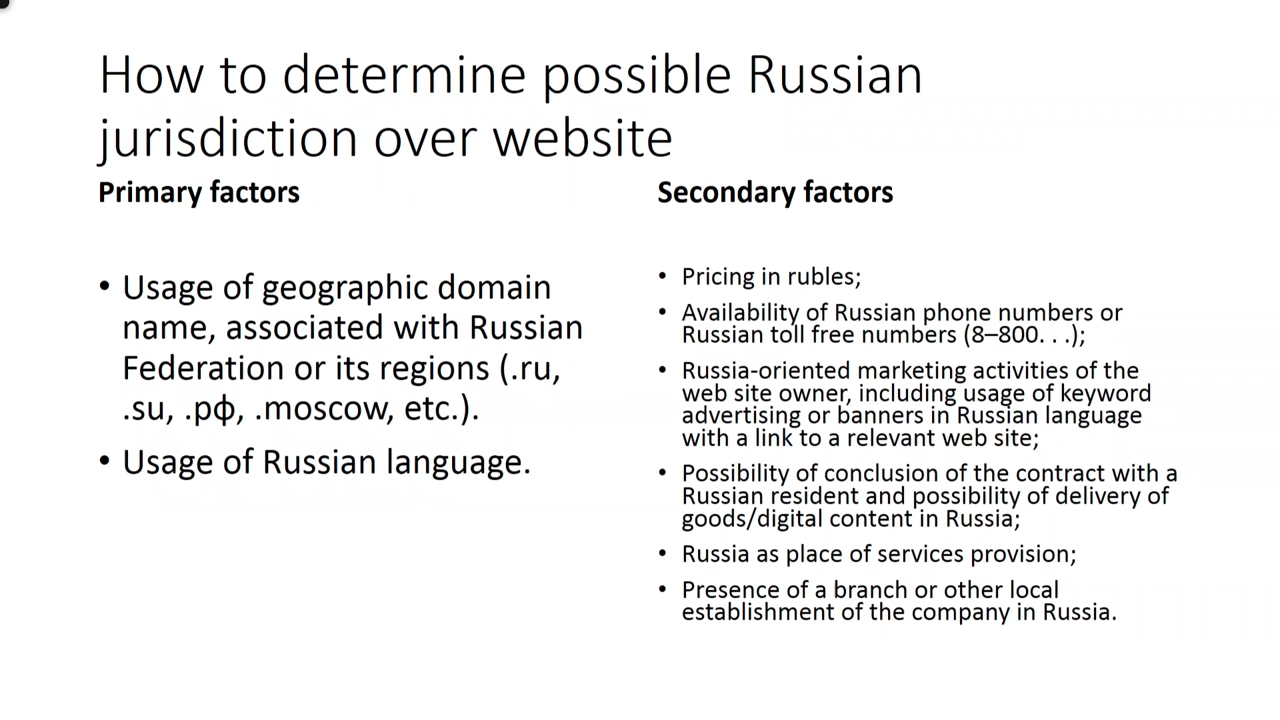 How to determine possible Russian
jurisdiction over website
Primary factors
• Usage of geographic domain
name, associated with Russian
Federation or its regions (.ru,
.su, .рф, .moscow, etc.).
• Usage of Russian language.
Secondary factors
• Pricing in rubles;
• Availability of Russian phone numbers or
Russian toll free numbers (8–800. . .);
• Russia-oriented marketing activities of the
web site owner, including usage of keyword
advertising or banners in Russian language
with a link to a relevant web site;
• Possibility of conclusion of the contract with a
Russian resident and possibility of delivery of
goods/digital content in Russia;
• Russia as place of services provision;
• Presence of a branch or other local
establishment of the company in Russia.